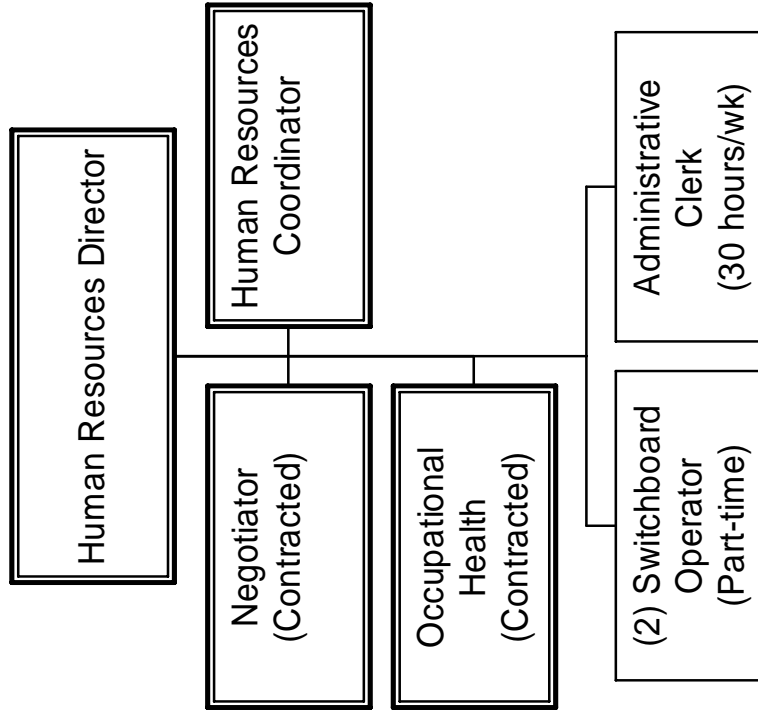 Human Resources Director
Negotiator
(Contracted)
Human Resources
Coordinator
Occupational
Health
(Contracted)
(2) Switchboard
Operator
(Part-time)
Administrative
Clerk
(30 hours/wk)